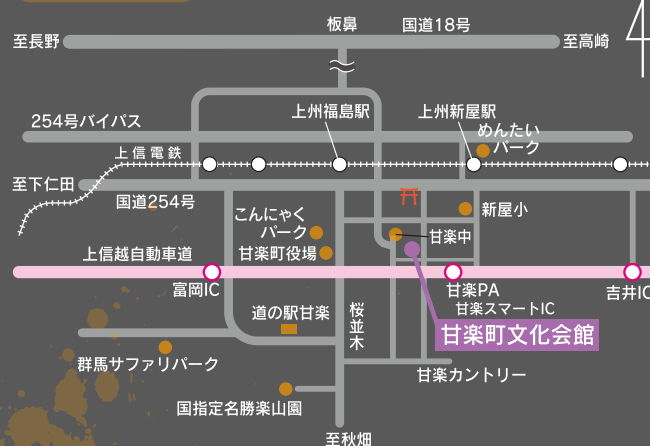 板鼻
国道18号
至長野
至高崎
254号バイパス
上州福島駅
上州新屋駅
めんたい
パーク
上信電鉄
至下仁田
国道254号
こんにゃく
パーク
新屋小
甘楽中
甘楽町役場
上信越自動車道
富岡IC
甘楽PA
甘楽スマートIC
吉井IC
道の駅甘楽
桜並木
甘楽町文化会館
群馬サファリパーク
甘楽カントリー
国指定名勝楽山園
至秋畑